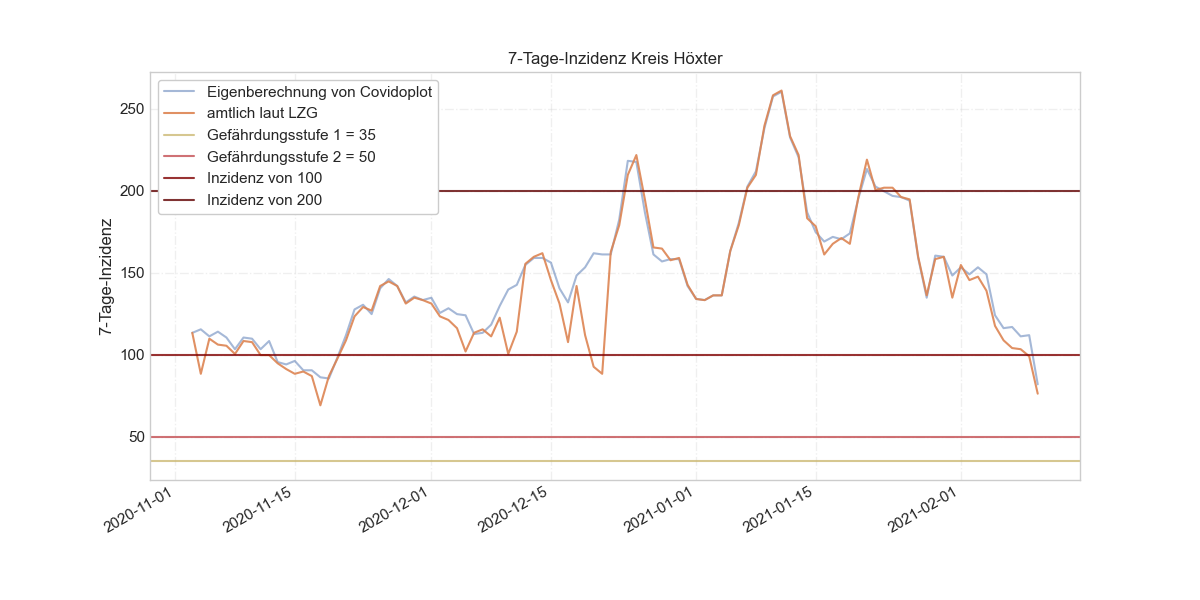 7-Tage-Inzidenz Kreis Höxter
Eigenberechnung von Covidoplot
amtlich laut LZG
Gefährdungsstufe 1 = 35
Gefährdungsstufe 2 = 50
Inzidenz von 100
Inzidenz von 200
7-Tage-Inzidenz
250
200
150
100
50
2020-11-01
2020-11-15
2020-12-01
2020-12-15
2021-01-01
2021-01-15
2021-02-01